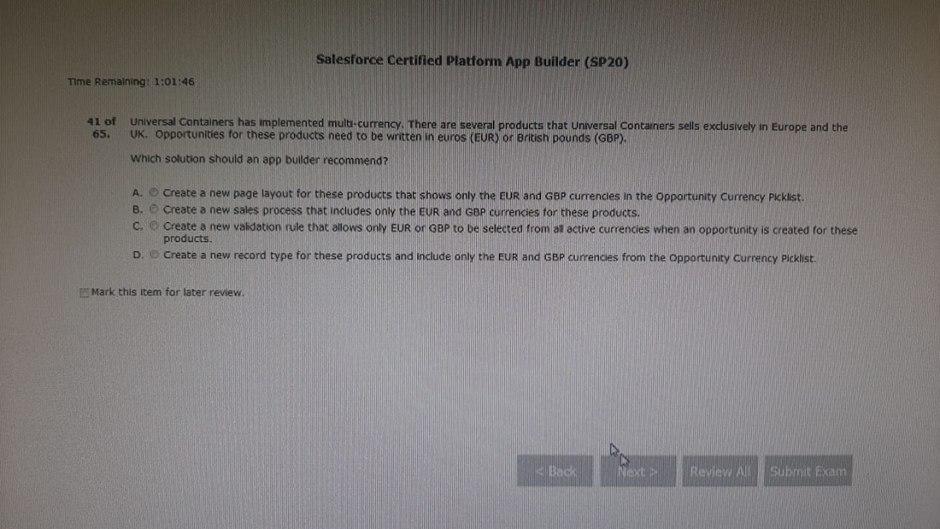 Salesforce Certified Platform App Builder (SP20)
Time Remaining: 1:01:46
41 of Universal Containers has implemented multi-currency. There are several products that Universal Containers sells exclusively in Europe and the
65. UK. Opportunities for these products need to be written in euros (EUR) or British pounds (GBP).
Which solution should an app builder recommend?
A. Create a new page layout for these products that shows only the EUR and GBP currencies in the Opportunity Currency Picklist.
B. Create a new sales process that includes only the EUR and GBP currencies for these products.
C. Create a new validation rule that allows only EUR or GBP to be selected from all active currencies when an opportunity is created for these
products.
D. Create a new record type for these products and include only the EUR and GBP currencies from the Opportunity Currency Picklist.
Mark this item for later review.
< Back Next > Review All Submit Exam